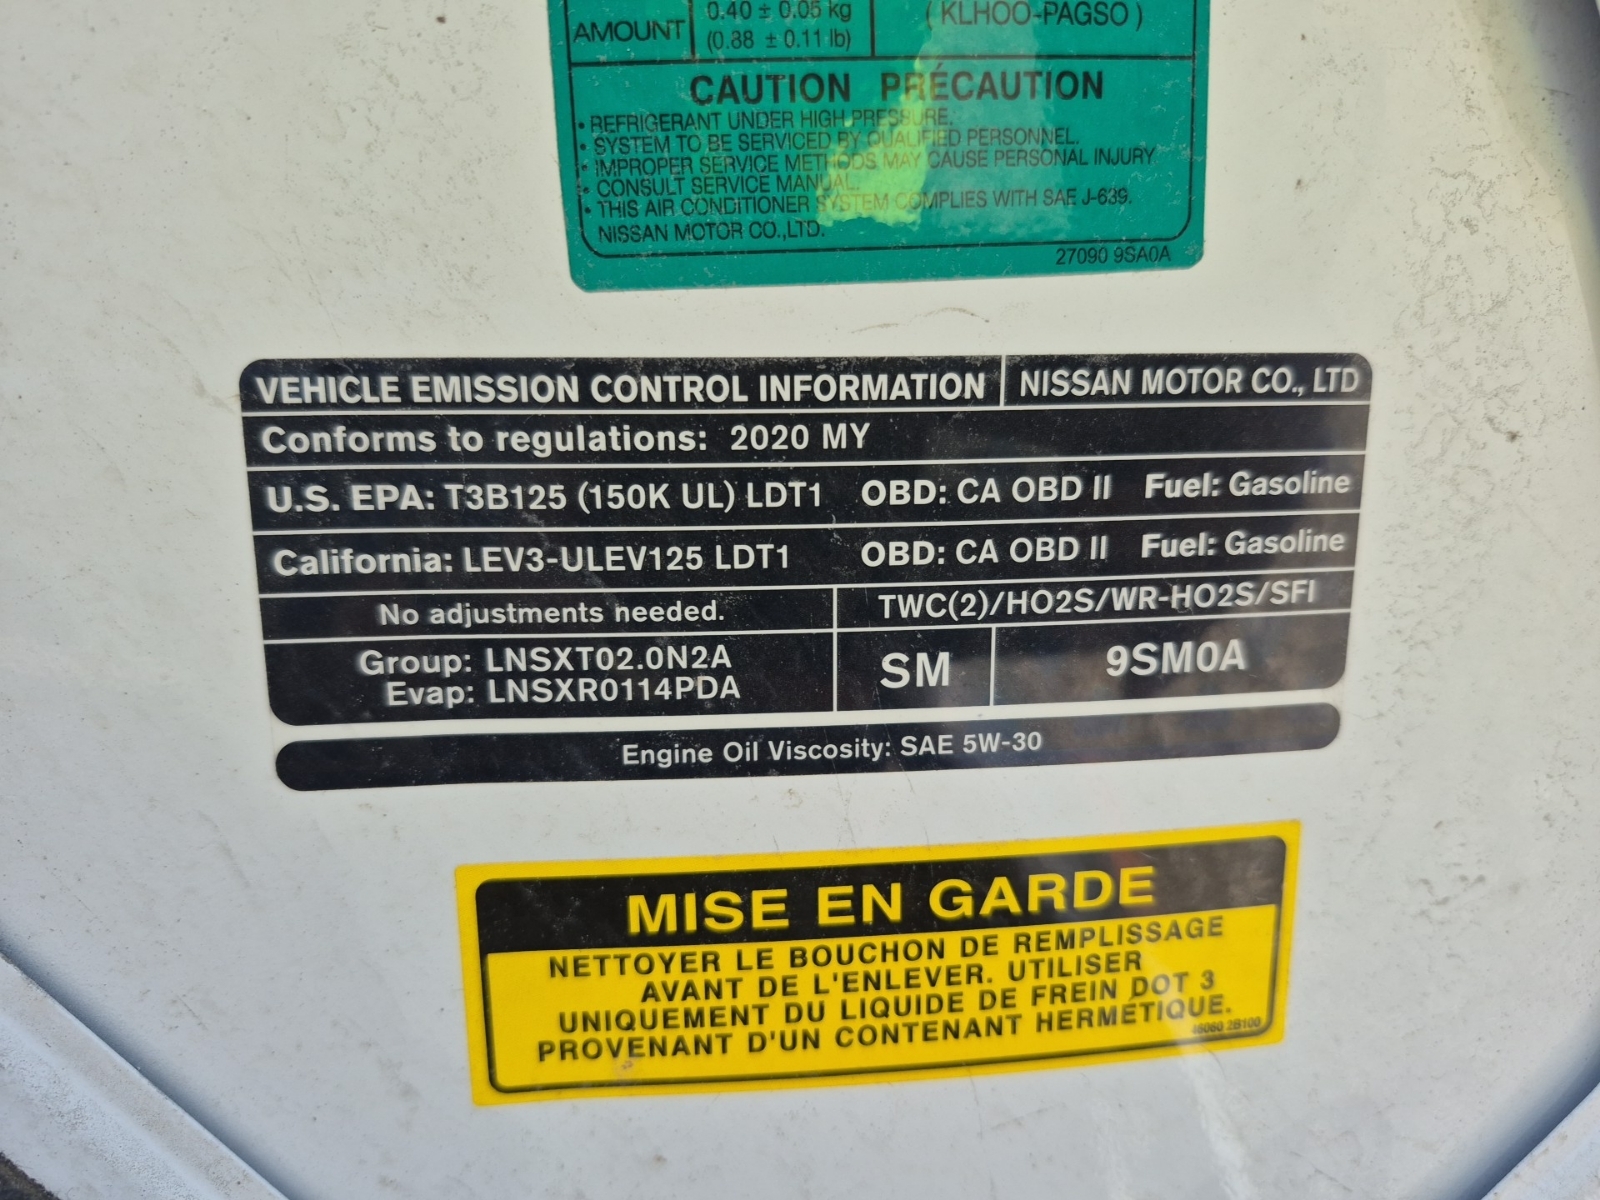 AMOUNT
0.40 ± 0.05 kg
(0.88 ± 0.11 lb)
( KLH00-PAGS0 )
CAUTION PRÉCAUTION
• REFRIGERANT UNDER HIGH PRESSURE.
• SYSTEM TO BE SERVICED BY QUALIFIED PERSONNEL.
• IMPROPER SERVICE METHODS MAY CAUSE PERSONAL INJURY
• CONSULT SERVICE MANUAL.
• THIS AIR CONDITIONER SYSTEM COMPLIES WITH SAE J-639.
NISSAN MOTOR CO.,LTD.
27090 9SA0A
VEHICLE EMISSION CONTROL INFORMATION NISSAN MOTOR CO., LTD
Conforms to regulations: 2020 MY
U.S. EPA: T3B125 (150K UL) LDT1 OBD: CA OBD II Fuel: Gasoline
California: LEV3-ULEV125 LDT1 OBD: CA OBD II Fuel: Gasoline
No adjustments needed. TWC(2)/HO2S/WR-HO2S/SFI
Group: LNSXT02.0N2A
Evap: LNSXR0114PDA
SM 9SM0A
Engine Oil Viscosity: SAE 5W-30
MISE EN GARDE
NETTOYER LE BOUCHON DE REMPLISSAGE
AVANT DE L'ENLEVER. UTILISER
UNIQUEMENT DU LIQUIDE DE FREIN DOT 3
PROVENANT D'UN CONTENANT HERMÉTIQUE.
46060 2B100